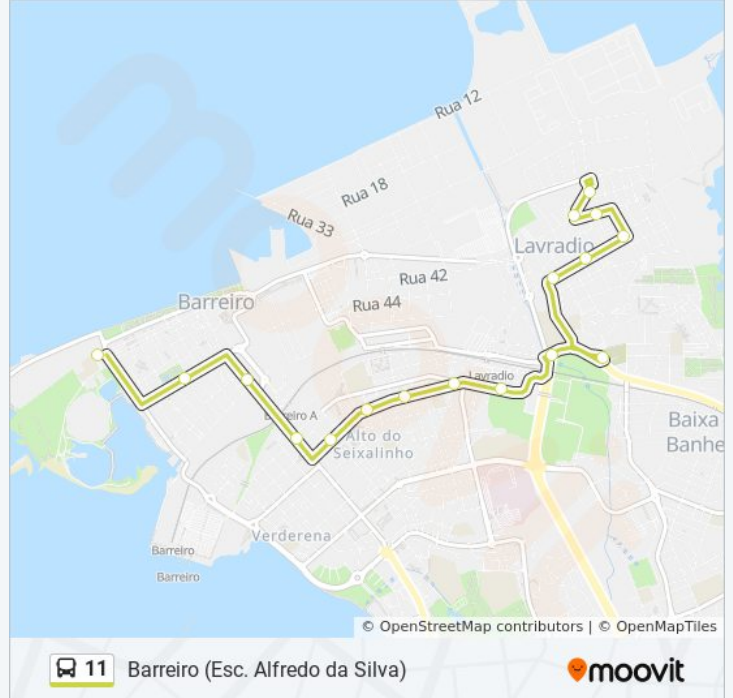 Rua 12
Rua 18
Rua 33
Lavradio
Rua 42
Barreiro
Rua 44
Lavradio
Barreiro A
Alto do
Seixalinho
Baixa
Banhe
Verderena
Barreiro
Barreiro
© OpenStreetMap contributors | © OpenMapTiles
11 Barreiro (Esc. Alfredo da Silva)
moovit